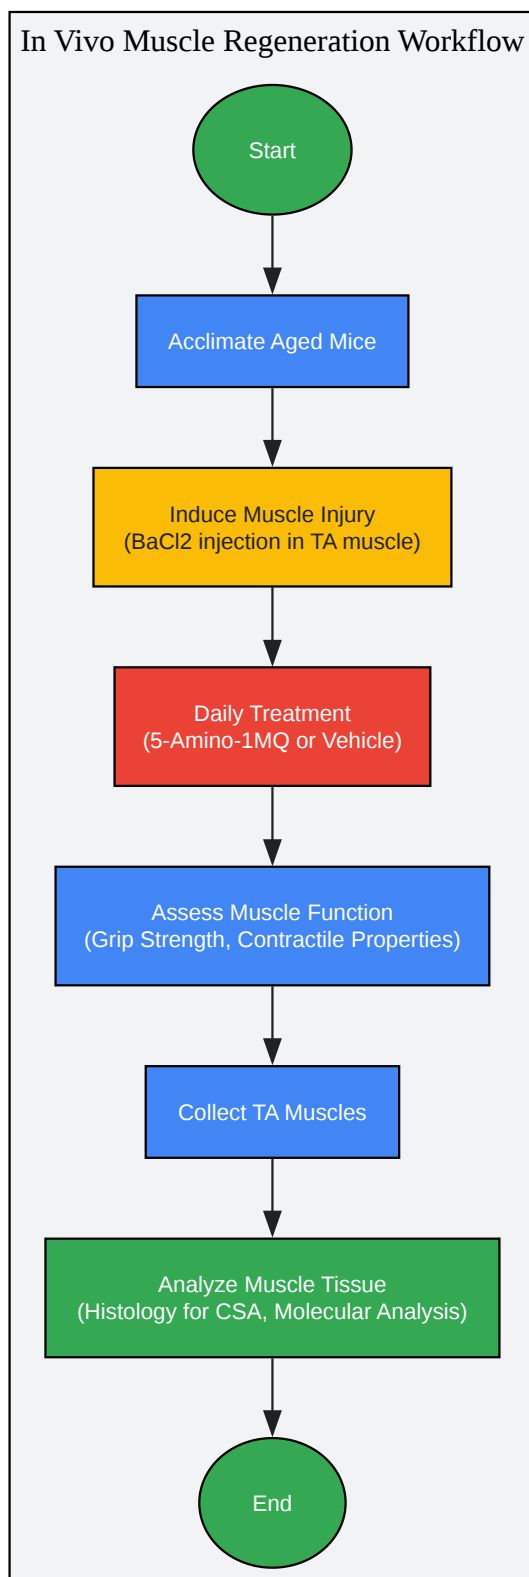 In Vivo Muscle Regeneration Workflow
Start
Acclimate Aged Mice
Induce Muscle Injury
(BaCl2 injection in TA muscle)
Daily Treatment
(5-Amino-1MQ or Vehicle)
Assess Muscle Function
(Grip Strength, Contractile Properties)
Collect TA Muscles
Analyze Muscle Tissue
(Histology for CSA, Molecular Analysis)
End